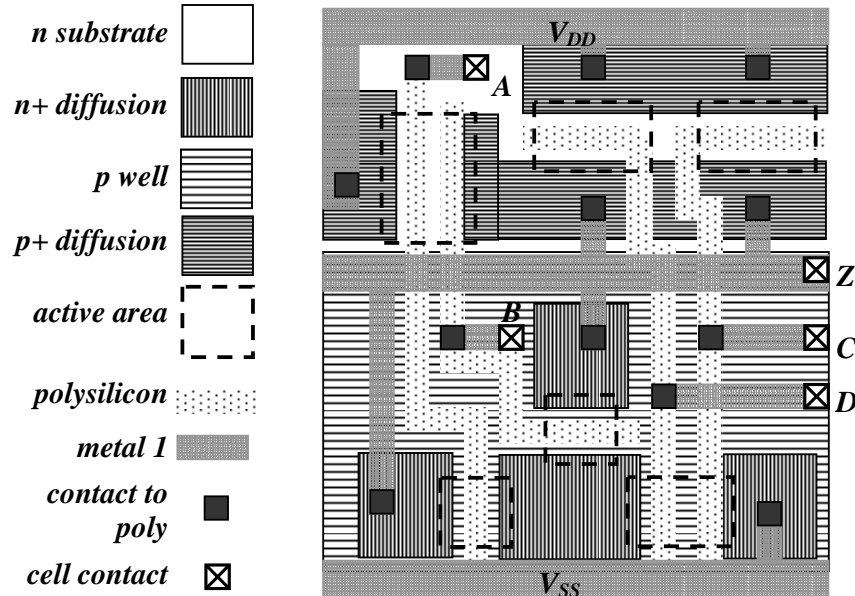 n substrate
n+ diffusion
p well
p+ diffusion
active area
polysilicon
metal 1
contact to
poly
cell contact
VDD
A
Z
B
C
D
VSS